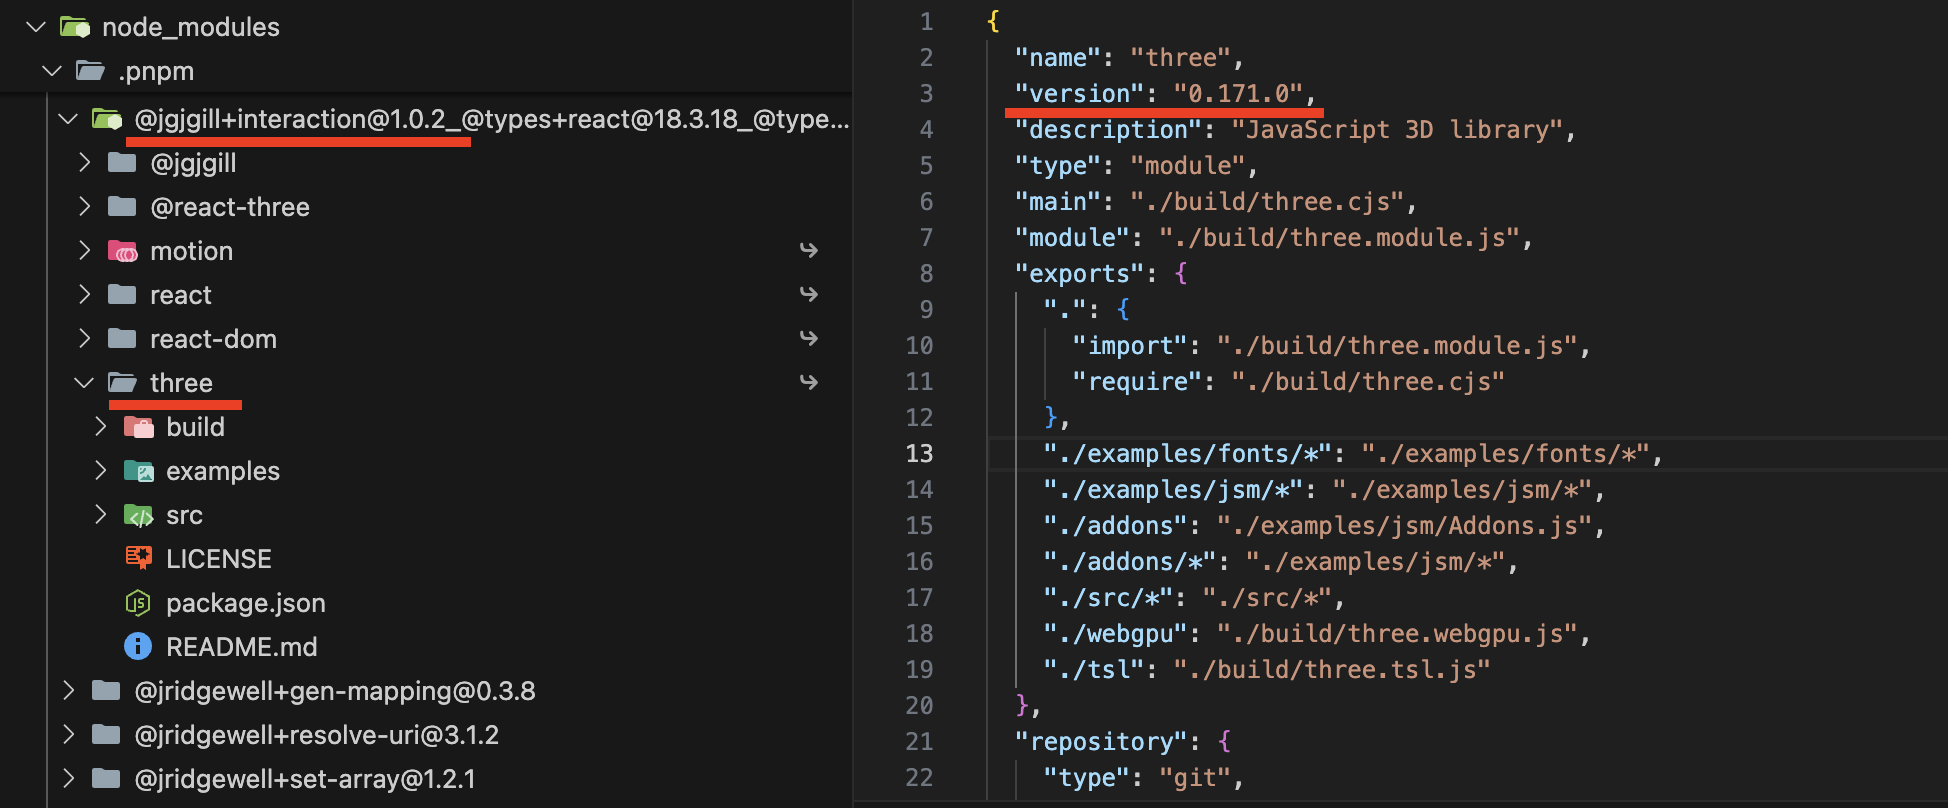 node_modules
.pnpm
@jgjgill+interaction@1.0.2_@types+react@18.3.18_@type...
@jgjgill
@react-three
motion
react
react-dom
three
build
examples
src
LICENSE
package.json
README.md
@jridgewell+gen-mapping@0.3.8
@jridgewell+resolve-uri@3.1.2
@jridgewell+set-array@1.2.1
1 {
2 "name": "three",
3 "version": "0.171.0",
4 "description": "JavaScript 3D library",
5 "type": "module",
6 "main": "./build/three.cjs",
7 "module": "./build/three.module.js",
8 "exports": {
9 ".": {
10 "import": "./build/three.module.js",
11 "require": "./build/three.cjs"
12 },
13 "./examples/fonts/*": "./examples/fonts/*",
14 "./examples/jsm/*": "./examples/jsm/*",
15 "./addons": "./examples/jsm/Addons.js",
16 "./addons/*": "./examples/jsm/*",
17 "./src/*": "./src/*",
18 "./webgpu": "./build/three.webgpu.js",
19 "./tsl": "./build/three.tsl.js"
20 },
21 "repository": {
22 "type": "git",